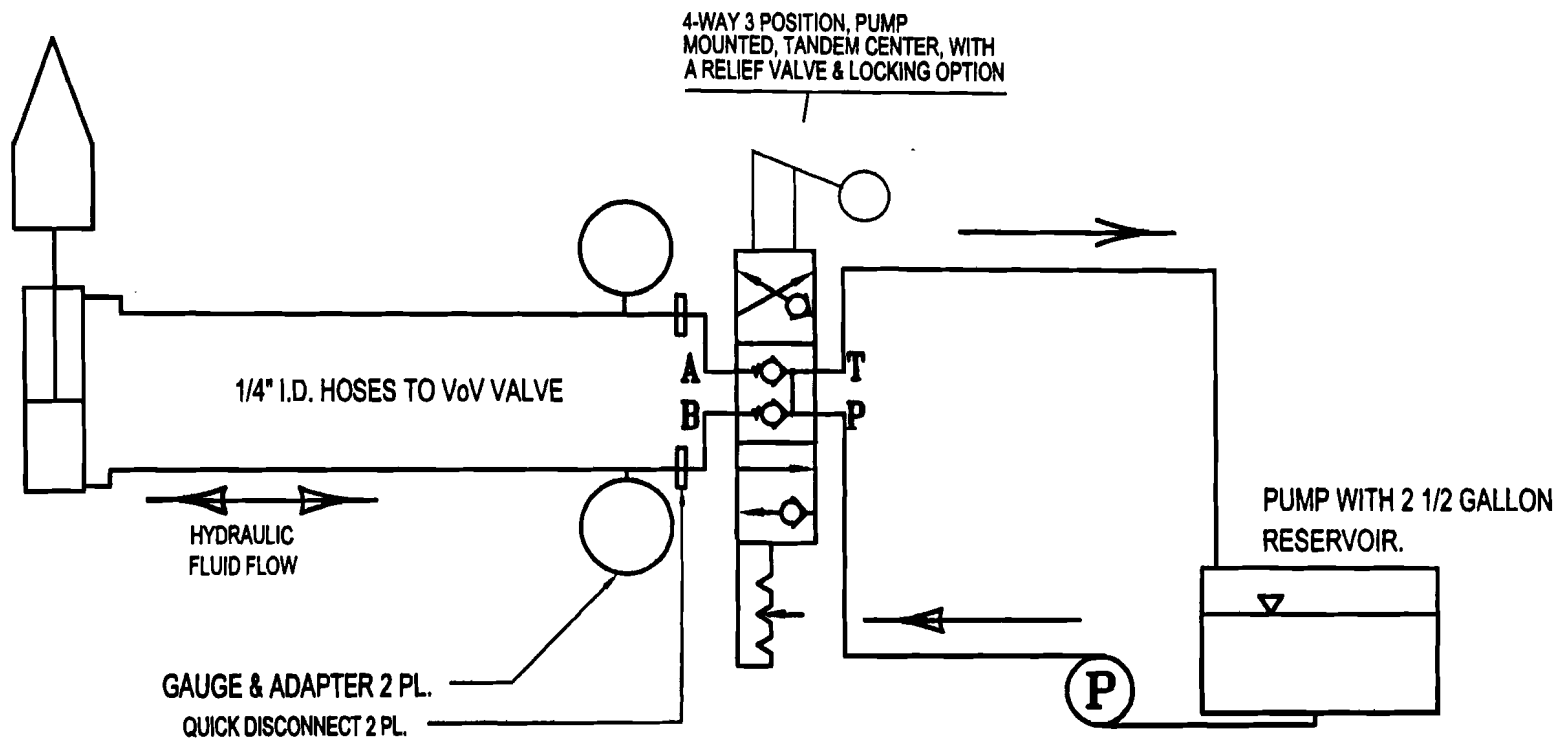 4-WAY 3 POSITION, PUMP
MOUNTED, TANDEM CENTER, WITH
A RELIEF VALVE & LOCKING OPTION
A
T
1/4" I.D. HOSES TO VoV VALVE
B
P
HYDRAULIC
FLUID FLOW
PUMP WITH 2 1/2 GALLON
RESERVOIR.
GAUGE & ADAPTER 2 PL.
QUICK DISCONNECT 2 PL.
P